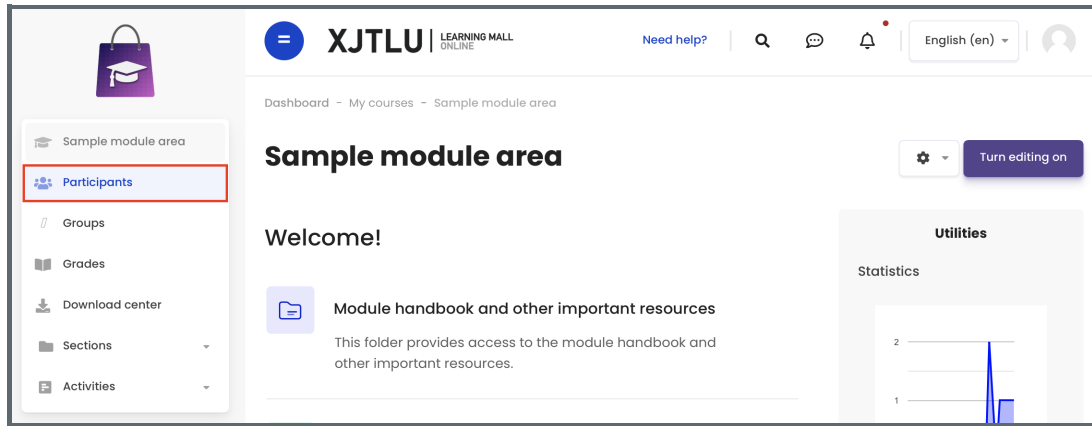 XJTLU | LEARNING MALL
ONLINE
Need help?
English (en)
Dashboard - My courses - Sample module area
Sample module area
Participants
Groups
Grades
Download center
Sections
Activities
Sample module area
Turn editing on
Welcome!
Module handbook and other important resources
This folder provides access to the module handbook and
other important resources.
Utilities
Statistics
2
1